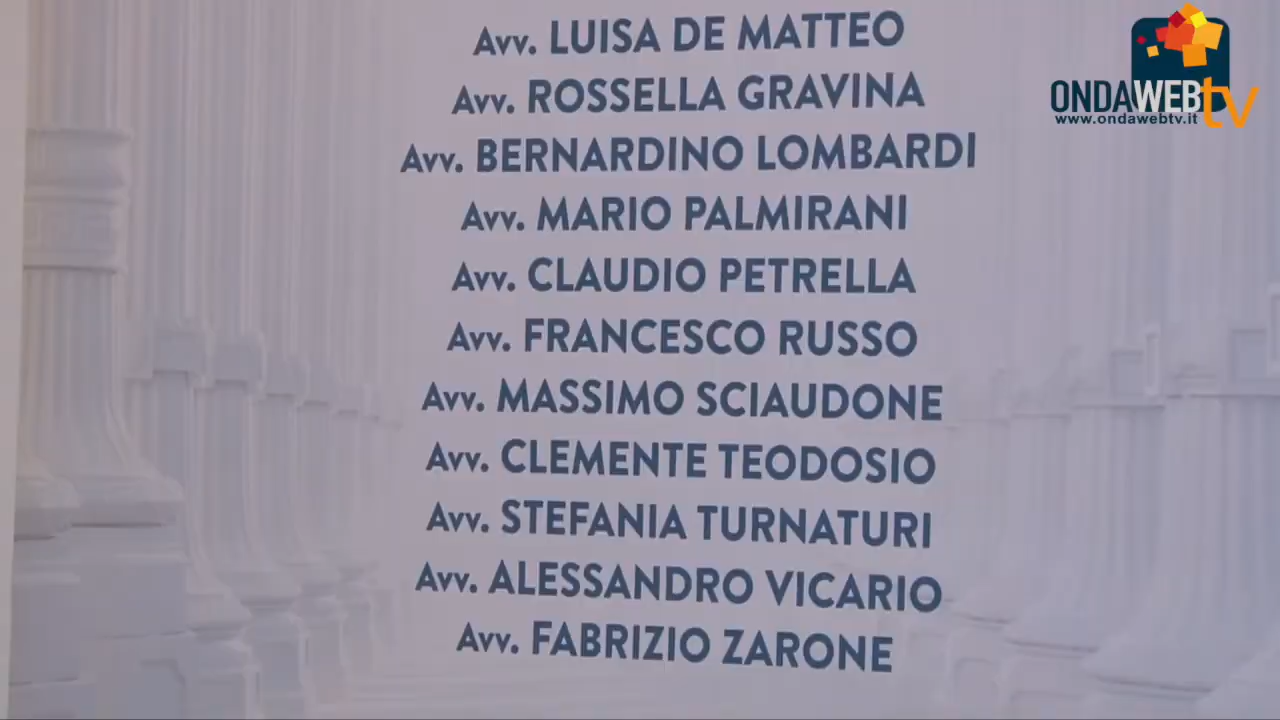 Avv. LUISA DE MATTEO
Avv. ROSSELLA GRAVINA
Avv. BERNARDINO LOMBARDI
Avv. MARIO PALMIRANI
Avv. CLAUDIO PETRELLA
Avv. FRANCESCO RUSSO
Avv. MASSIMO SCIAUDONE
Avv. CLEMENTE TEODOSIO
Avv. STEFANIA TURNATURI
Avv. ALESSANDRO VICARIO
Avv. FABRIZIO ZARONE
ONDAWEBtv
www.ondawebtv.it